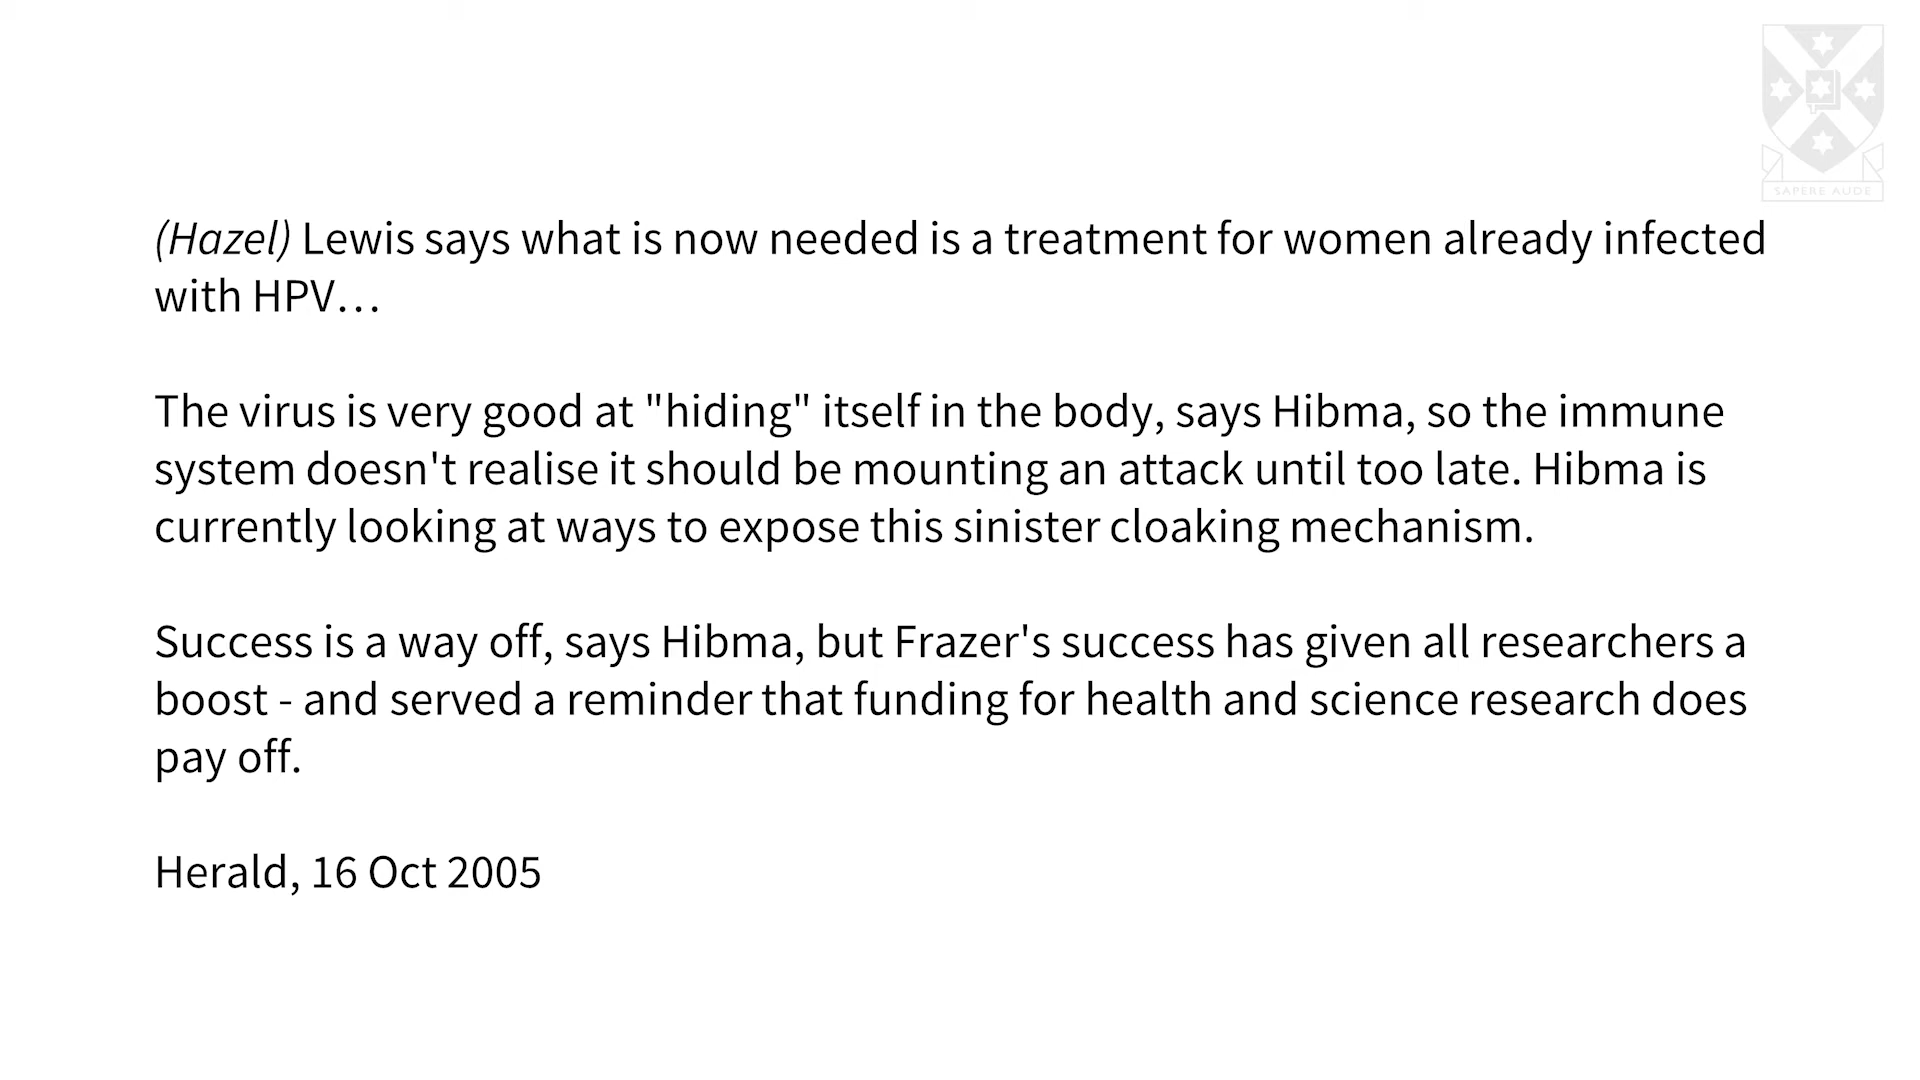 SAPERE AUDE
(Hazel) Lewis says what is now needed is a treatment for women already infected
with HPV…
The virus is very good at "hiding" itself in the body, says Hibma, so the immune
system doesn't realise it should be mounting an attack until too late. Hibma is
currently looking at ways to expose this sinister cloaking mechanism.
Success is a way off, says Hibma, but Frazer's success has given all researchers a
boost - and served a reminder that funding for health and science research does
pay off.
Herald, 16 Oct 2005